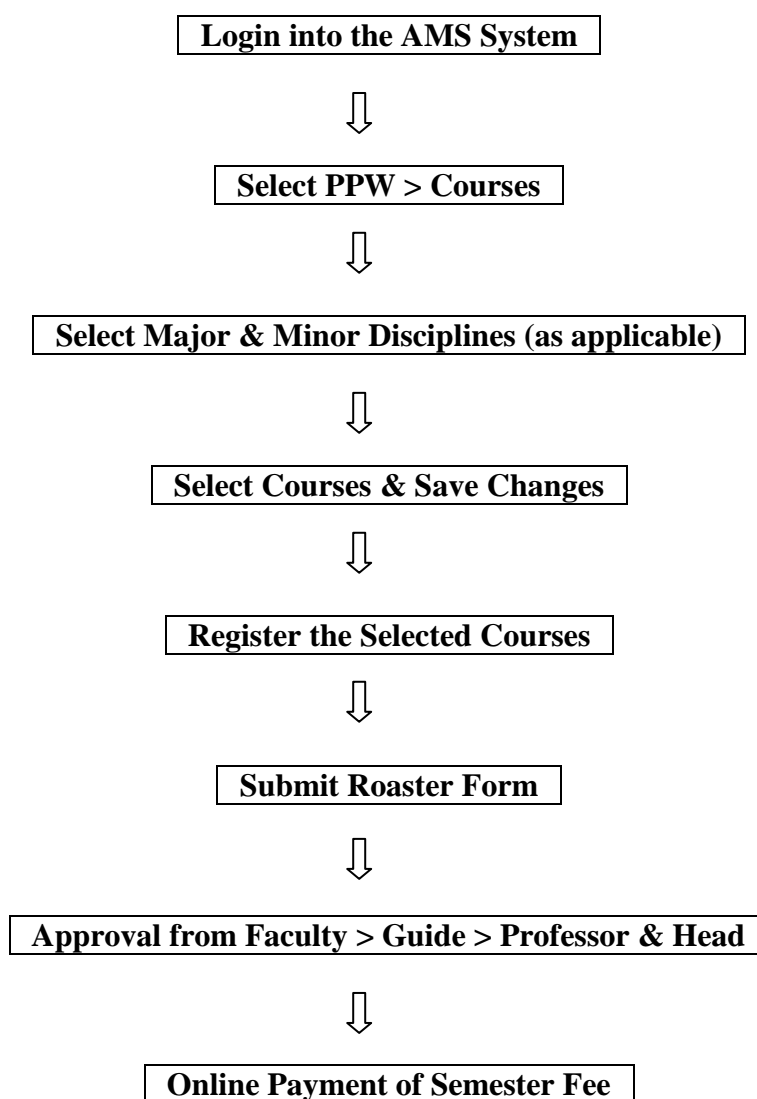 Login into the AMS System
Select PPW > Courses
Select Major & Minor Disciplines (as applicable)
Select Courses & Save Changes
Register the Selected Courses
Submit Roaster Form
Approval from Faculty > Guide > Professor & Head
Online Payment of Semester Fee